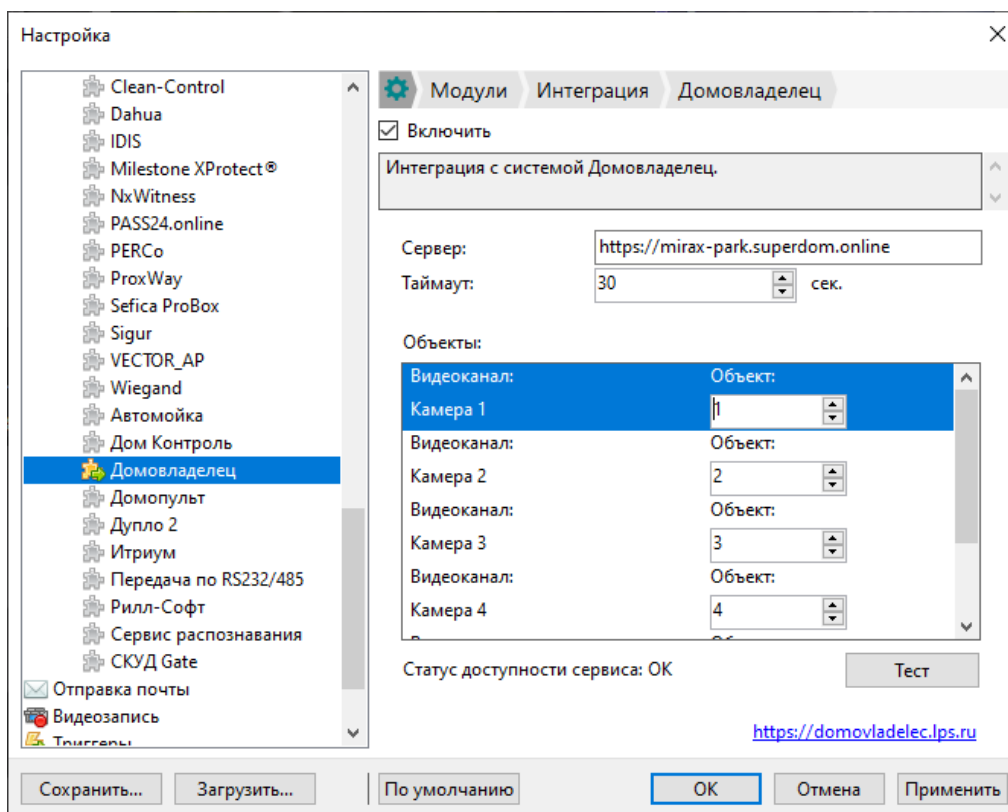 Настройка
Clean-Control
Dahua
IDIS
Milestone XProtect®
NxWitness
PASS24.online
PERCo
ProxWay
Sefica ProBox
Sigur
VECTOR_AP
Wiegand
Автомойка
Дом Контроль
Домовладелец
Домопульт
Дупло 2
Итриум
Передача по RS232/485
Рилл-Софт
Сервис распознавания
СКУД Gate
Отправка почты
Видеозапись
Триггеры
Модули Интеграция Домовладелец
Включить
Интеграция с системой Домовладелец.
Сервер: https://mirax-park.superdom.online
Таймаут: 30 сек.
Объекты:
Видеоканал: Объект:
Камера 1 1
Видеоканал: Объект:
Камера 2 2
Видеоканал: Объект:
Камера 3 3
Видеоканал: Объект:
Камера 4 4
Статус доступности сервиса: ОК Тест
https://domovladelec.lps.ru
Сохранить... Загрузить... По умолчанию ОК Отмена Применить